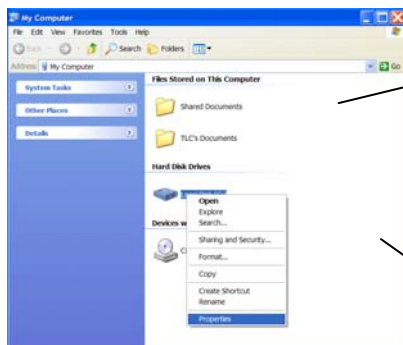 My Computer
File Edit View Favorites Tools Help
Back Search Folders
Address My Computer Go
System Tasks
Other Places
Details
Files Stored on This Computer
Shared Documents
TLC's Documents
Hard Disk Drives
Open
Explore
Search...
Sharing and Security...
Format...
Copy
Create Shortcut
Rename
Properties
Devices w
C